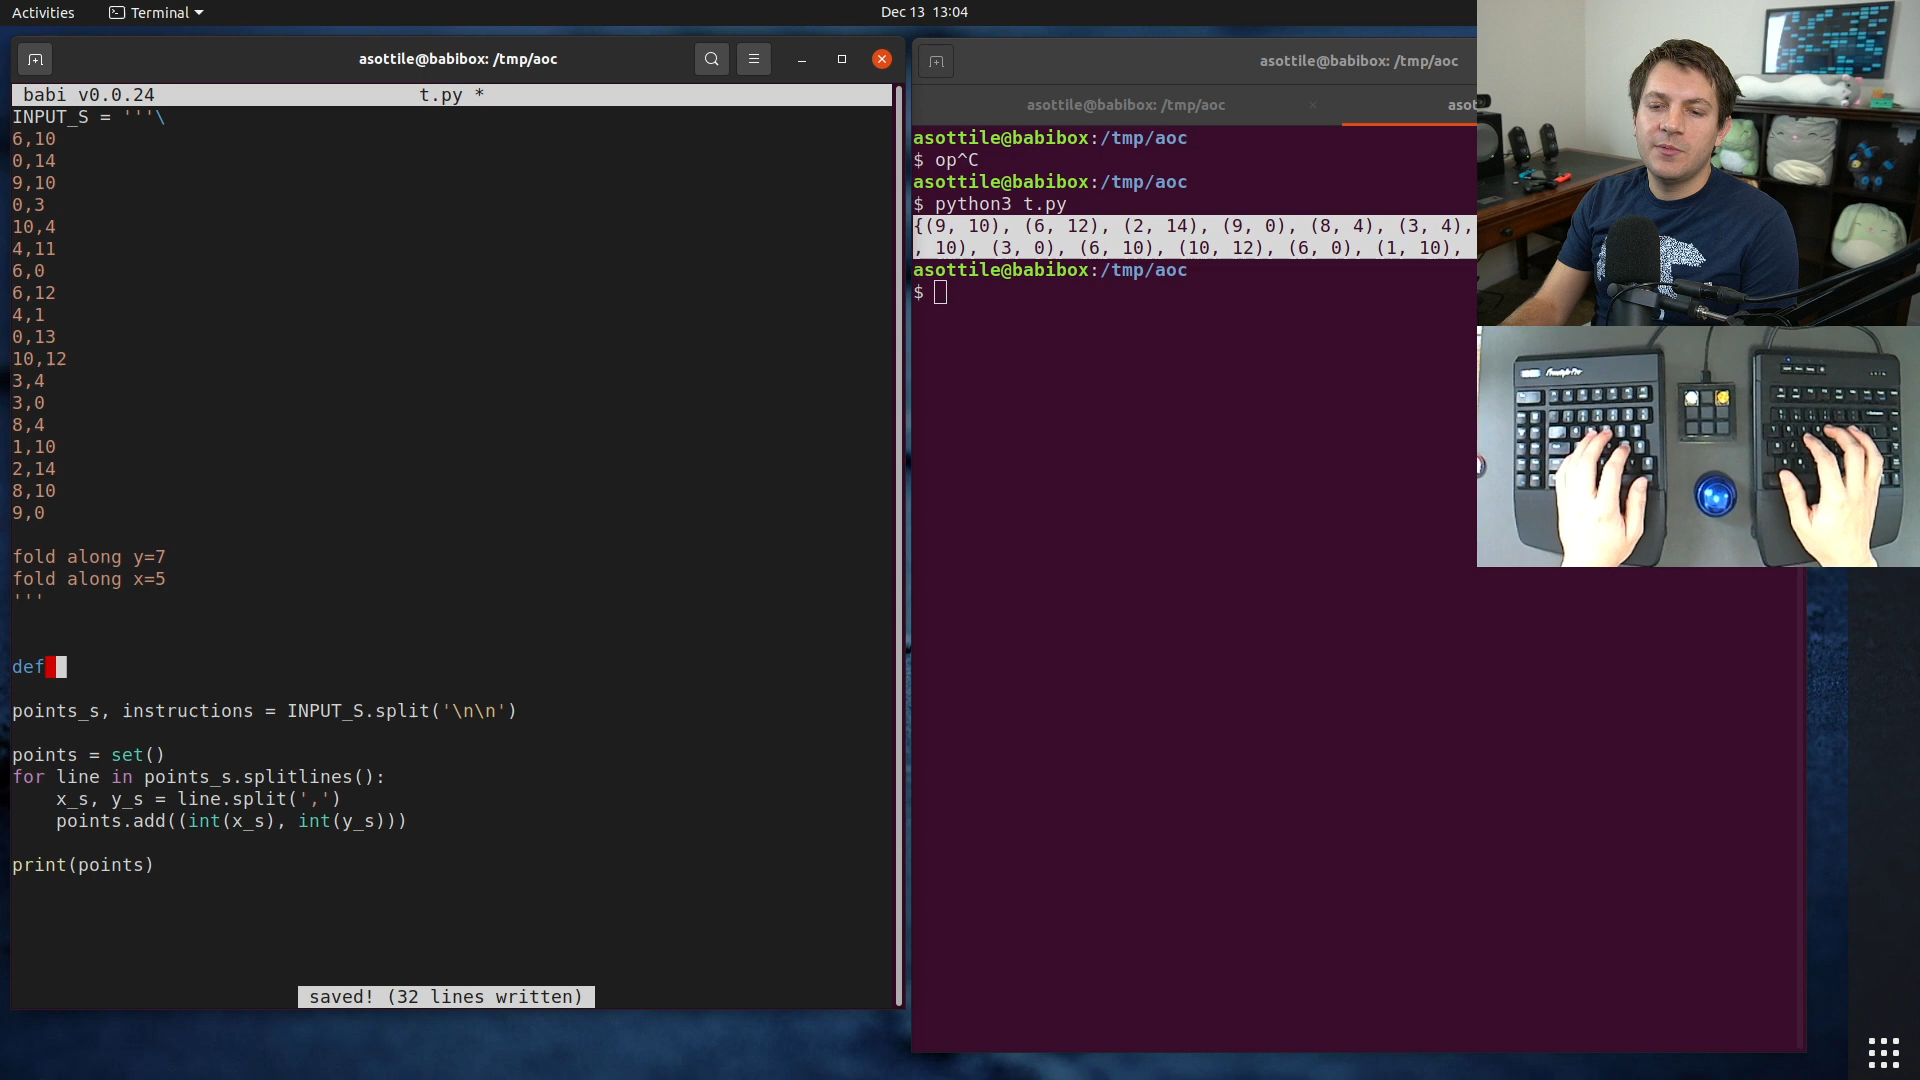 Activities
Terminal
Dec 13 13:04
asottile@babibox: /tmp/aoc
babi v0.0.24
t.py *
INPUT_S = '''\
6,10
0,14
9,10
0,3
10,4
4,11
6,0
6,12
4,1
0,13
10,12
3,4
3,0
8,4
1,10
2,14
8,10
9,0
fold along y=7
fold along x=5
'''
def
points_s, instructions = INPUT_S.split('\n\n')
points = set()
for line in points_s.splitlines():
    x_s, y_s = line.split(',')
    points.add((int(x_s), int(y_s)))
print(points)
saved! (32 lines written)
asottile@babibox: /tmp/aoc
asottile@babibox: /tmp/aoc
asot
asottile@babibox:/tmp/aoc
$ op^C
asottile@babibox:/tmp/aoc
$ python3 t.py
{(9, 10), (6, 12), (2, 14), (9, 0), (8, 4), (3, 4),
, 10), (3, 0), (6, 10), (10, 12), (6, 0), (1, 10),
asottile@babibox:/tmp/aoc
$
Freestyle Pro